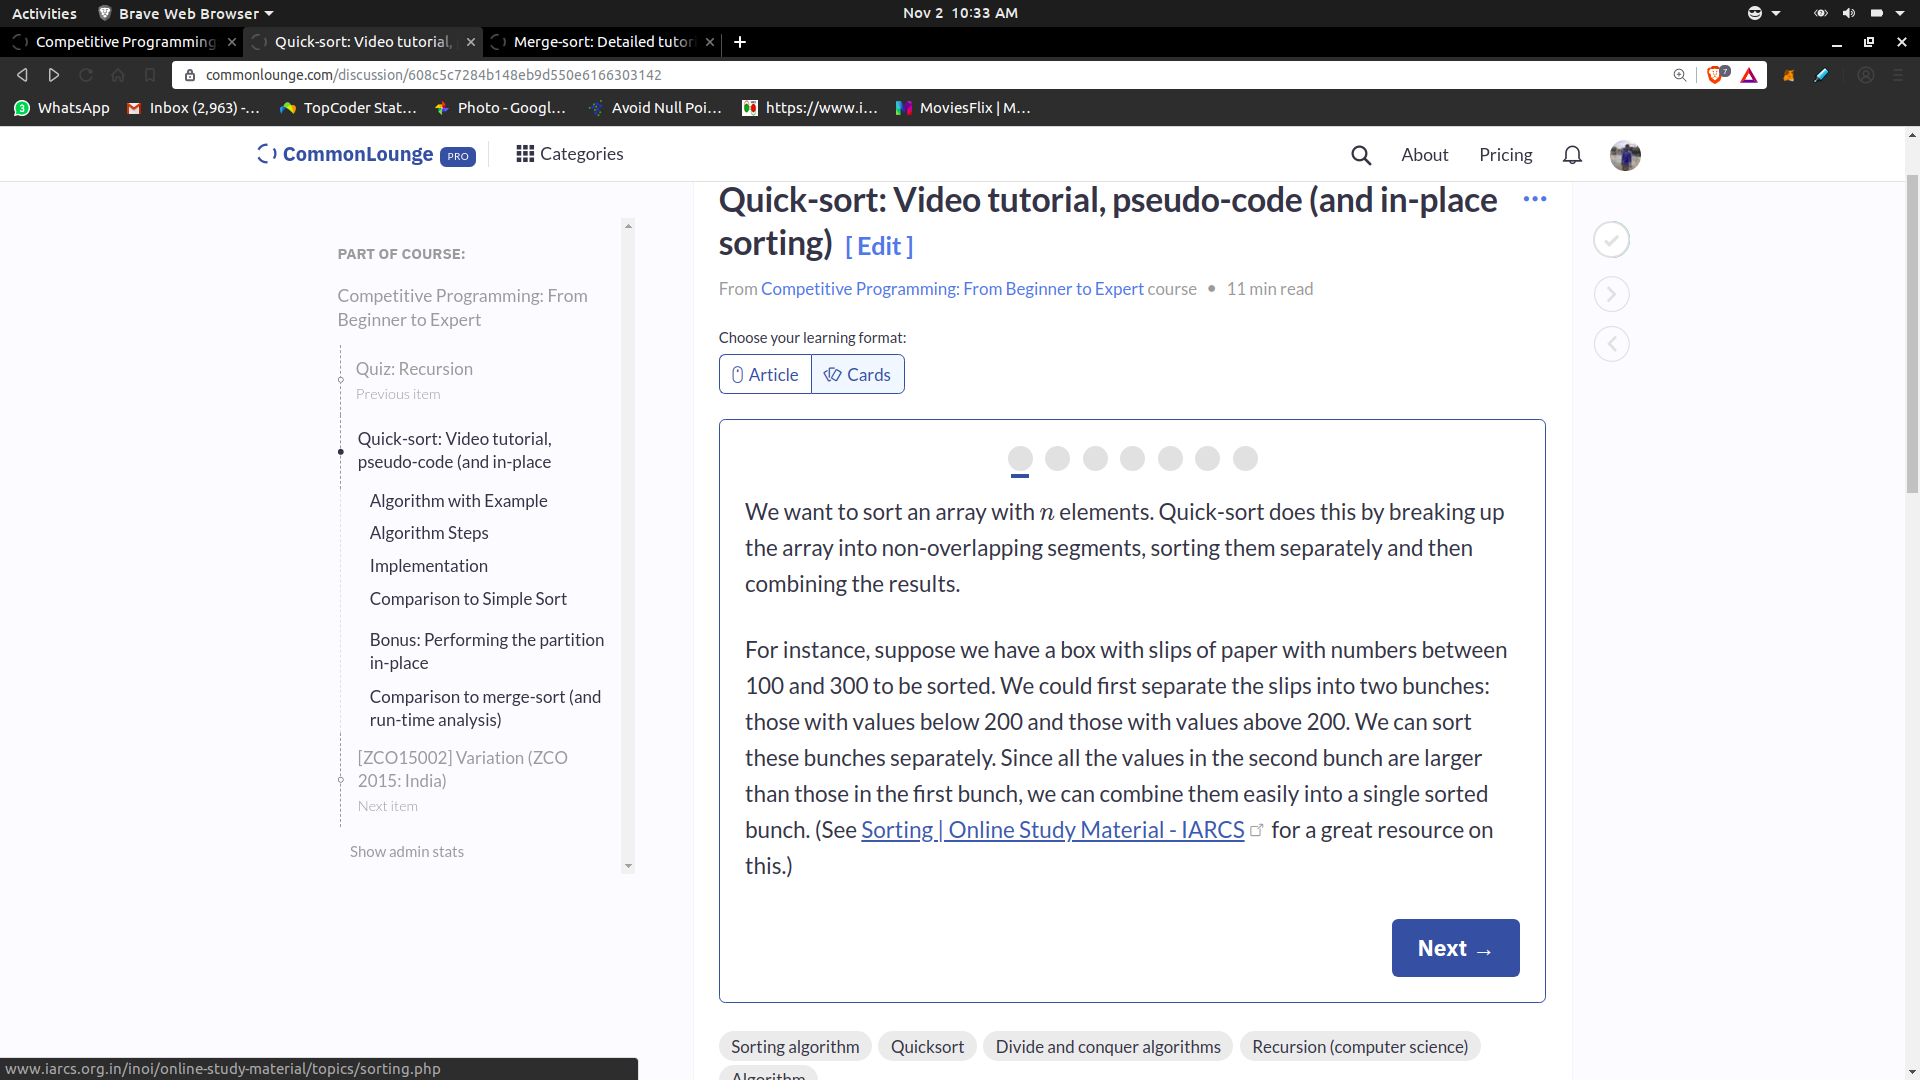 Activities
Brave Web Browser
Nov 2 10:33 AM
Competitive Programming:
Quick-sort: Video tutorial,
Merge-sort: Detailed tutor
commonlounge.com/discussion/608c5c7284b148eb9d550e6166303142
7
3
WhatsApp
Inbox (2,963) -...
TopCoder Stat...
Photo - Googl...
Avoid Null Poi...
https://www.i...
MoviesFlix | M...
CommonLounge PRO
Categories
About
Pricing
PART OF COURSE:
Competitive Programming: From
Beginner to Expert
Quiz: Recursion
Previous item
Quick-sort: Video tutorial,
pseudo-code (and in-place
Algorithm with Example
Algorithm Steps
Implementation
Comparison to Simple Sort
Bonus: Performing the partition
in-place
Comparison to merge-sort (and
run-time analysis)
[ZCO15002] Variation (ZCO
2015: India)
Next item
Show admin stats
Quick-sort: Video tutorial, pseudo-code (and in-place
sorting) [ Edit ]
From Competitive Programming: From Beginner to Expert course • 11 min read
Choose your learning format:
Article
Cards
We want to sort an array with n elements. Quick-sort does this by breaking up
the array into non-overlapping segments, sorting them separately and then
combining the results.
For instance, suppose we have a box with slips of paper with numbers between
100 and 300 to be sorted. We could first separate the slips into two bunches:
those with values below 200 and those with values above 200. We can sort
these bunches separately. Since all the values in the second bunch are larger
than those in the first bunch, we can combine them easily into a single sorted
bunch. (See Sorting | Online Study Material - IARCS for a great resource on
this.)
Next →
Sorting algorithm
Quicksort
Divide and conquer algorithms
Recursion (computer science)
Algorithm
www.iarcs.org.in/inoi/online-study-material/topics/sorting.php